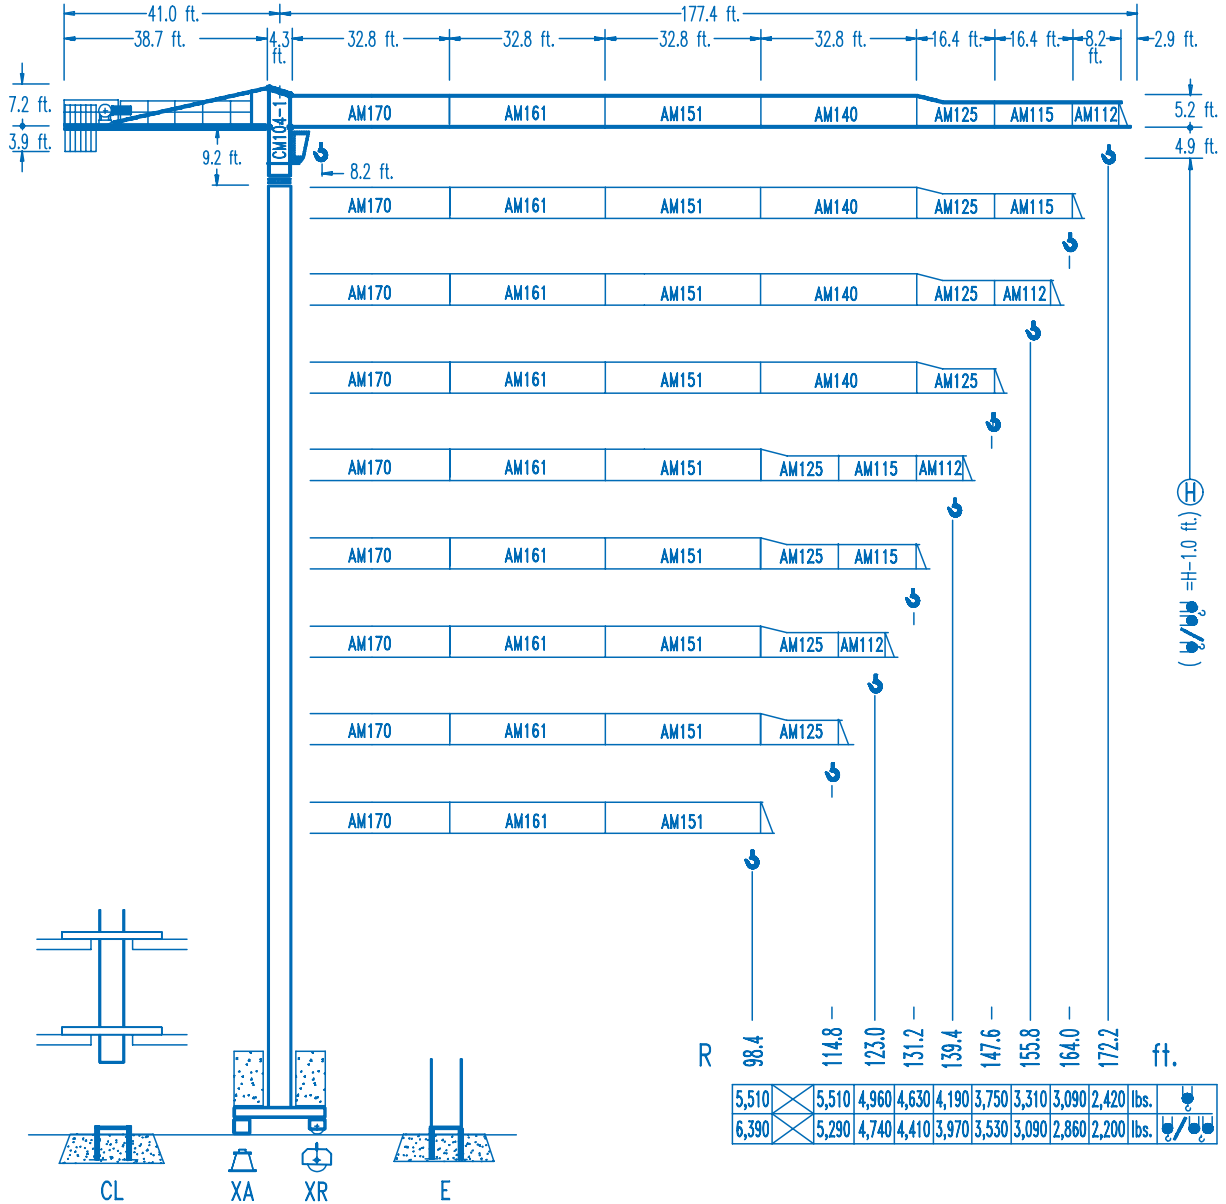 41.0 ft. 177.4 ft.
38.7 ft. 4.3 ft. 32.8 ft. 32.8 ft. 32.8 ft. 32.8 ft. 16.4 ft. 16.4 ft. 8.2 ft. 2.9 ft.
7.2 ft. CM104-1 AM170 AM161 AM151 AM140 AM125 AM115 AM112 5.2 ft.
3.9 ft. 9.2 ft. 4.9 ft.
8.2 ft.
AM170 AM161 AM151 AM140 AM125 AM115
AM170 AM161 AM151 AM140 AM125 AM112
AM170 AM161 AM151 AM140 AM125
AM170 AM161 AM151 AM125 AM115 AM112
H
( / =H-1.0 ft.)
AM170 AM161 AM151 AM125 AM115
AM170 AM161 AM151 AM125 AM112
AM170 AM161 AM151 AM125
AM170 AM161 AM151
R 98.4 114.8 123.0 131.2 139.4 147.6 155.8 164.0 172.2 ft.
5,510 5,510 4,960 4,630 4,190 3,750 3,310 3,090 2,420 lbs.
6,390 5,290 4,740 4,410 3,970 3,530 3,090 2,860 2,200 lbs. /
CL XA XR E